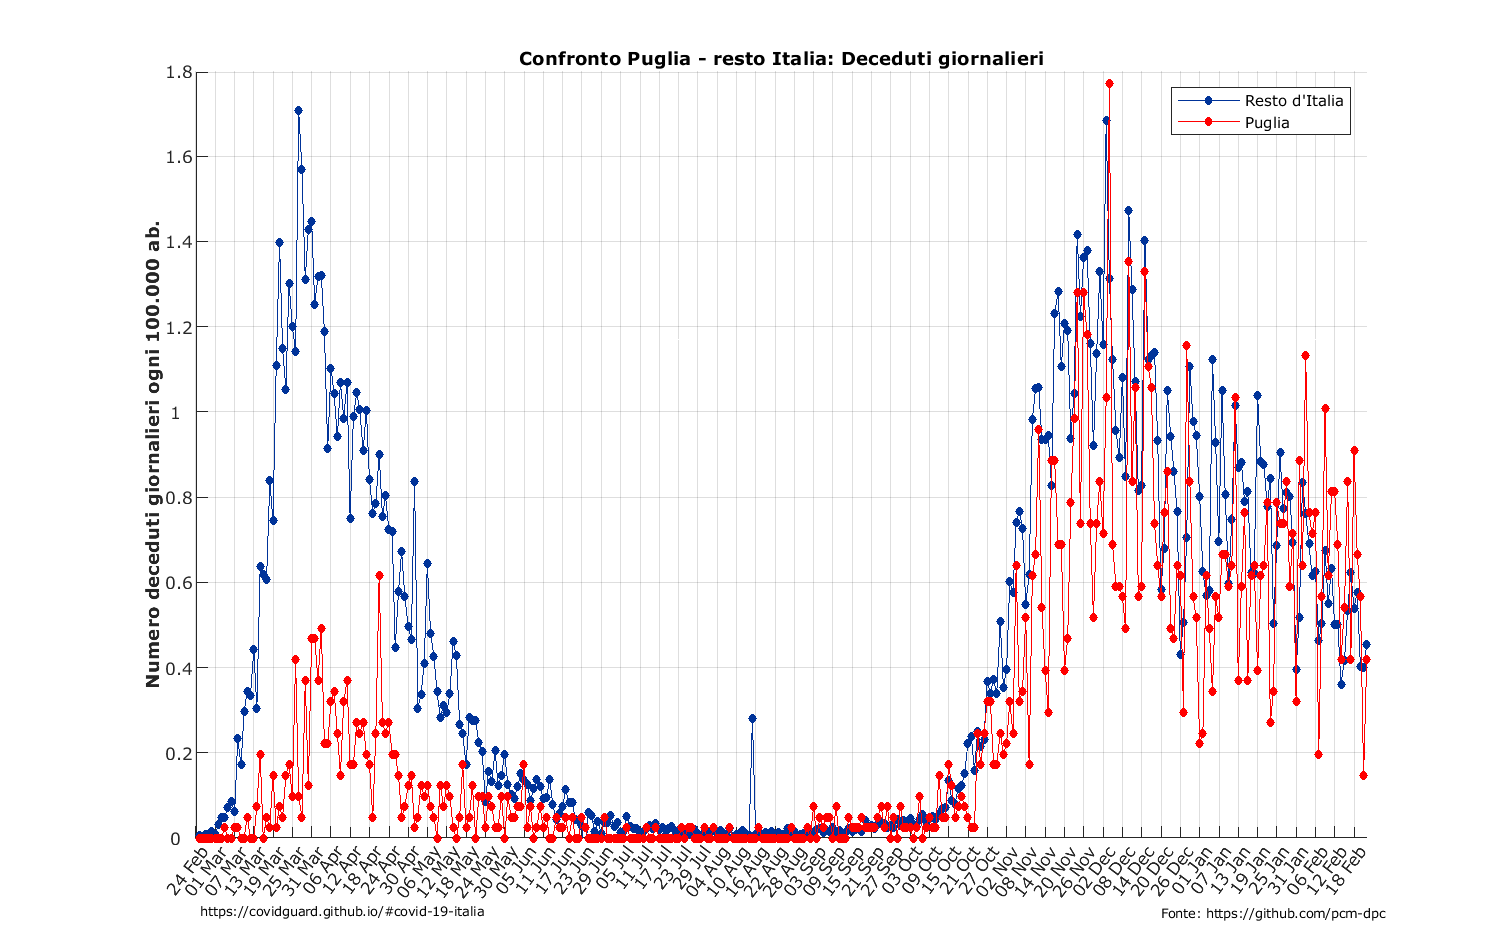 Confronto Puglia - resto Italia: Deceduti giornalieri
Numero deceduti giornalieri ogni 100.000 ab.
1.8
1.6
1.4
1.2
1
0.8
0.6
0.4
0.2
0
Resto d'Italia
Puglia
24 Feb
01 Mar
07 Mar
13 Mar
19 Mar
25 Mar
31 Mar
06 Apr
12 Apr
18 Apr
24 Apr
30 Apr
06 May
12 May
18 May
24 May
30 May
05 Jun
11 Jun
17 Jun
23 Jun
29 Jun
05 Jul
11 Jul
17 Jul
23 Jul
29 Jul
04 Aug
10 Aug
16 Aug
22 Aug
28 Aug
03 Sep
09 Sep
15 Sep
21 Sep
27 Sep
03 Oct
09 Oct
15 Oct
21 Oct
27 Oct
02 Nov
08 Nov
14 Nov
20 Nov
26 Nov
02 Dec
08 Dec
14 Dec
20 Dec
26 Dec
01 Jan
07 Jan
13 Jan
19 Jan
25 Jan
31 Jan
06 Feb
12 Feb
18 Feb
https://covidguard.github.io/#covid-19-italia
Fonte: https://github.com/pcm-dpc